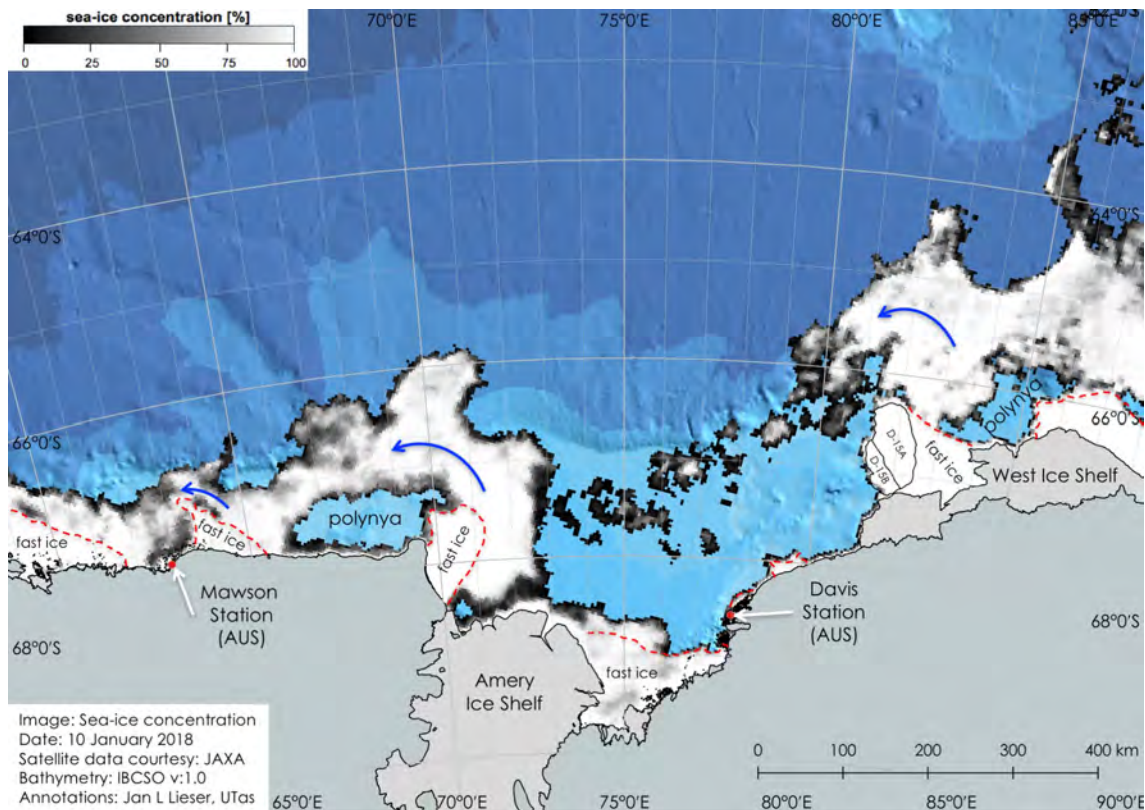 sea-ice concentration [%]
0 25 50 75 100
70°0'E 75°0'E 80°0'E 85°0'E
64°0'S
64°0'S
polynya
D-15A
D-15B
fast ice
66°0'S
66°0'S
West Ice Shelf
polynya
fast ice
fast ice
fast ice
Mawson
Station
(AUS)
Davis
Station
(AUS)
68°0'S
68°0'S
fast ice
Amery
Ice Shelf
Image: Sea-ice concentration
Date: 10 January 2018
Satellite data courtesy: JAXA
Bathymetry: IBCSO v:1.0
Annotations: Jan L Lieser, UTas
0 100 200 300 400 km
65°0'E 70°0'E 75°0'E 80°0'E 85°0'E 90°0'E